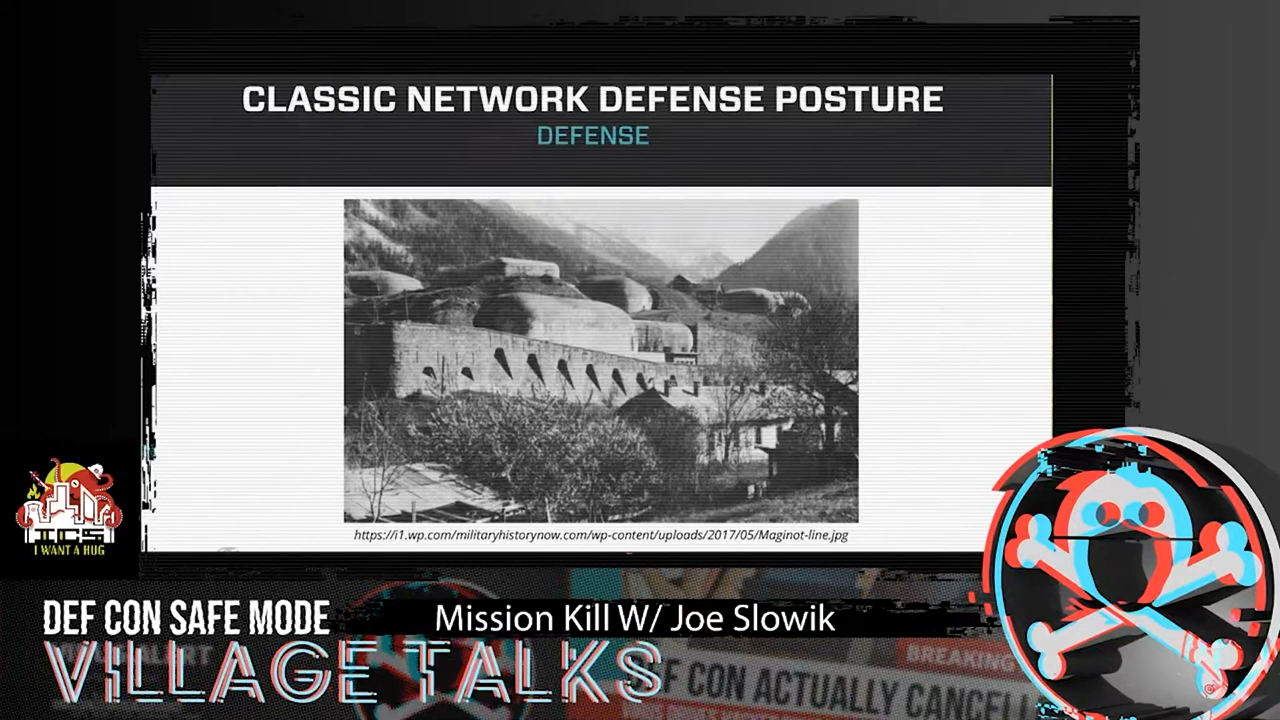 CLASSIC NETWORK DEFENSE POSTURE
DEFENSE
https://i1.wp.com/militaryhistorynow.com/wp-content/uploads/2017/05/Maginot-line.jpg
ICS
I WANT A HUG
DEF CON SAFE MODE
Mission Kill W/ Joe Slowik
VILLAGE TALKS
BREAKING
F CON ACTUALLY CANCELL